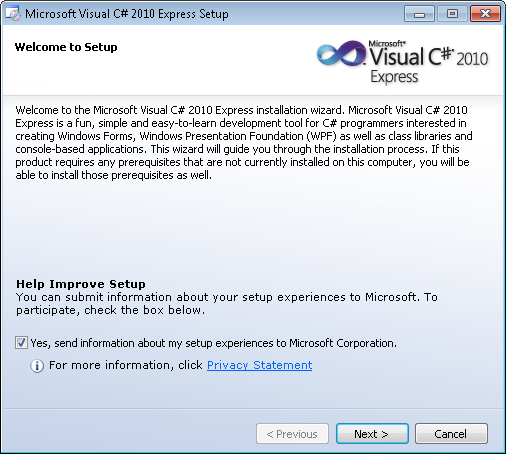 Microsoft Visual C# 2010 Express Setup
Welcome to Setup
Microsoft®
Visual C#® 2010
Express
Welcome to the Microsoft Visual C# 2010 Express installation wizard. Microsoft Visual C# 2010
Express is a fun, simple and easy-to-learn development tool for C# programmers interested in
creating Windows Forms, Windows Presentation Foundation (WPF) as well as class libraries and
console-based applications. This wizard will guide you through the installation process. If this
product requires any prerequisites that are not currently installed on this computer, you will be
able to install those prerequisites as well.
Help Improve Setup
You can submit information about your setup experiences to Microsoft. To
participate, check the box below.
Yes, send information about my setup experiences to Microsoft Corporation.
For more information, click Privacy Statement
< Previous Next > Cancel